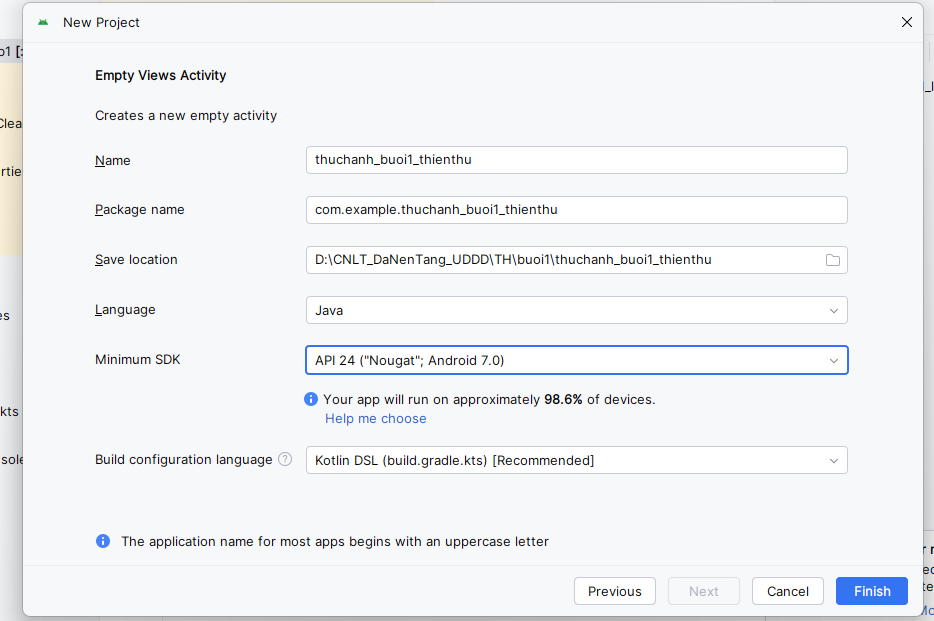 New Project
Empty Views Activity
Creates a new empty activity
Name
thuchanh_buoi1_thienthu
Package name
com.example.thuchanh_buoi1_thienthu
Save location
D:\CNLT_DaNenTang_UDDD\TH\buoi1\thuchanh_buoi1_thienthu
Language
Java
Minimum SDK
API 24 ("Nougat"; Android 7.0)
Your app will run on approximately 98.6% of devices.
Help me choose
Build configuration language ?
Kotlin DSL (build.gradle.kts) [Recommended]
The application name for most apps begins with an uppercase letter
Previous
Next
Cancel
Finish